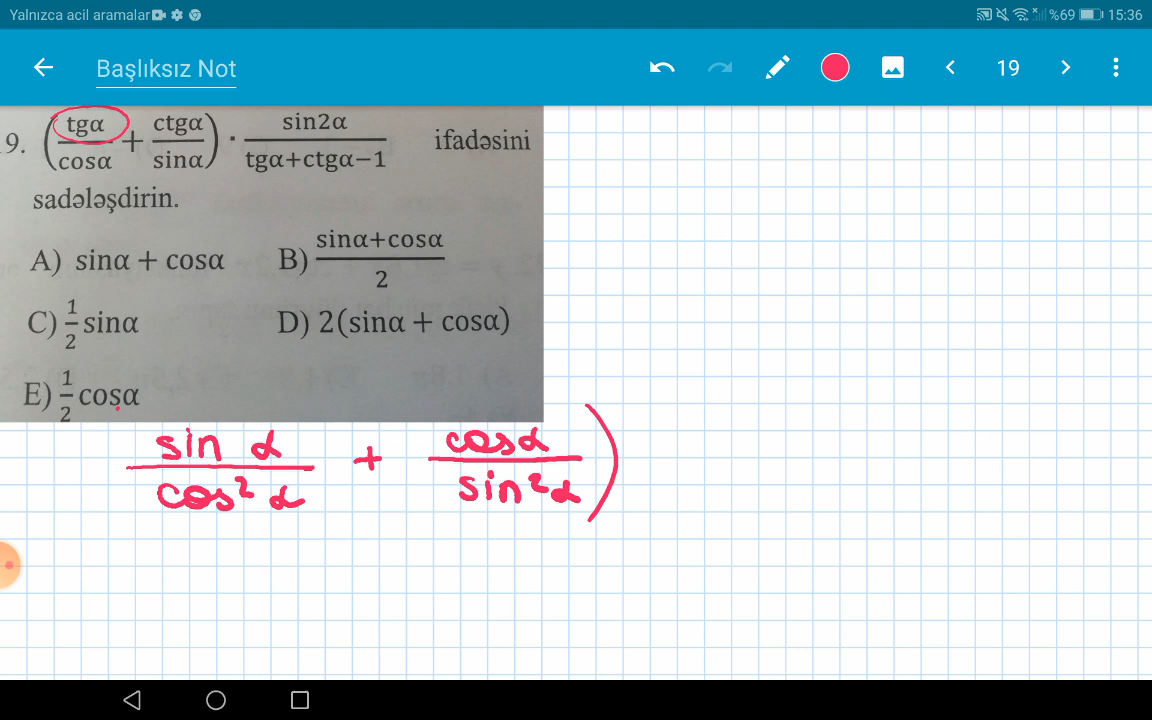 Yalnızca acil aramalar %69 15:36
Başlıksız Not 19
9. (tgα/cosα + ctgα/sinα) · sin2α/(tgα+ctgα−1) ifadəsini
sadələşdirin.
A) sinα + cosα B) (sinα+cosα)/2
C) 1/2 sinα D) 2(sinα + cosα)
E) 1/2 cosα
sin α / cos² α + cosα / sin²α )